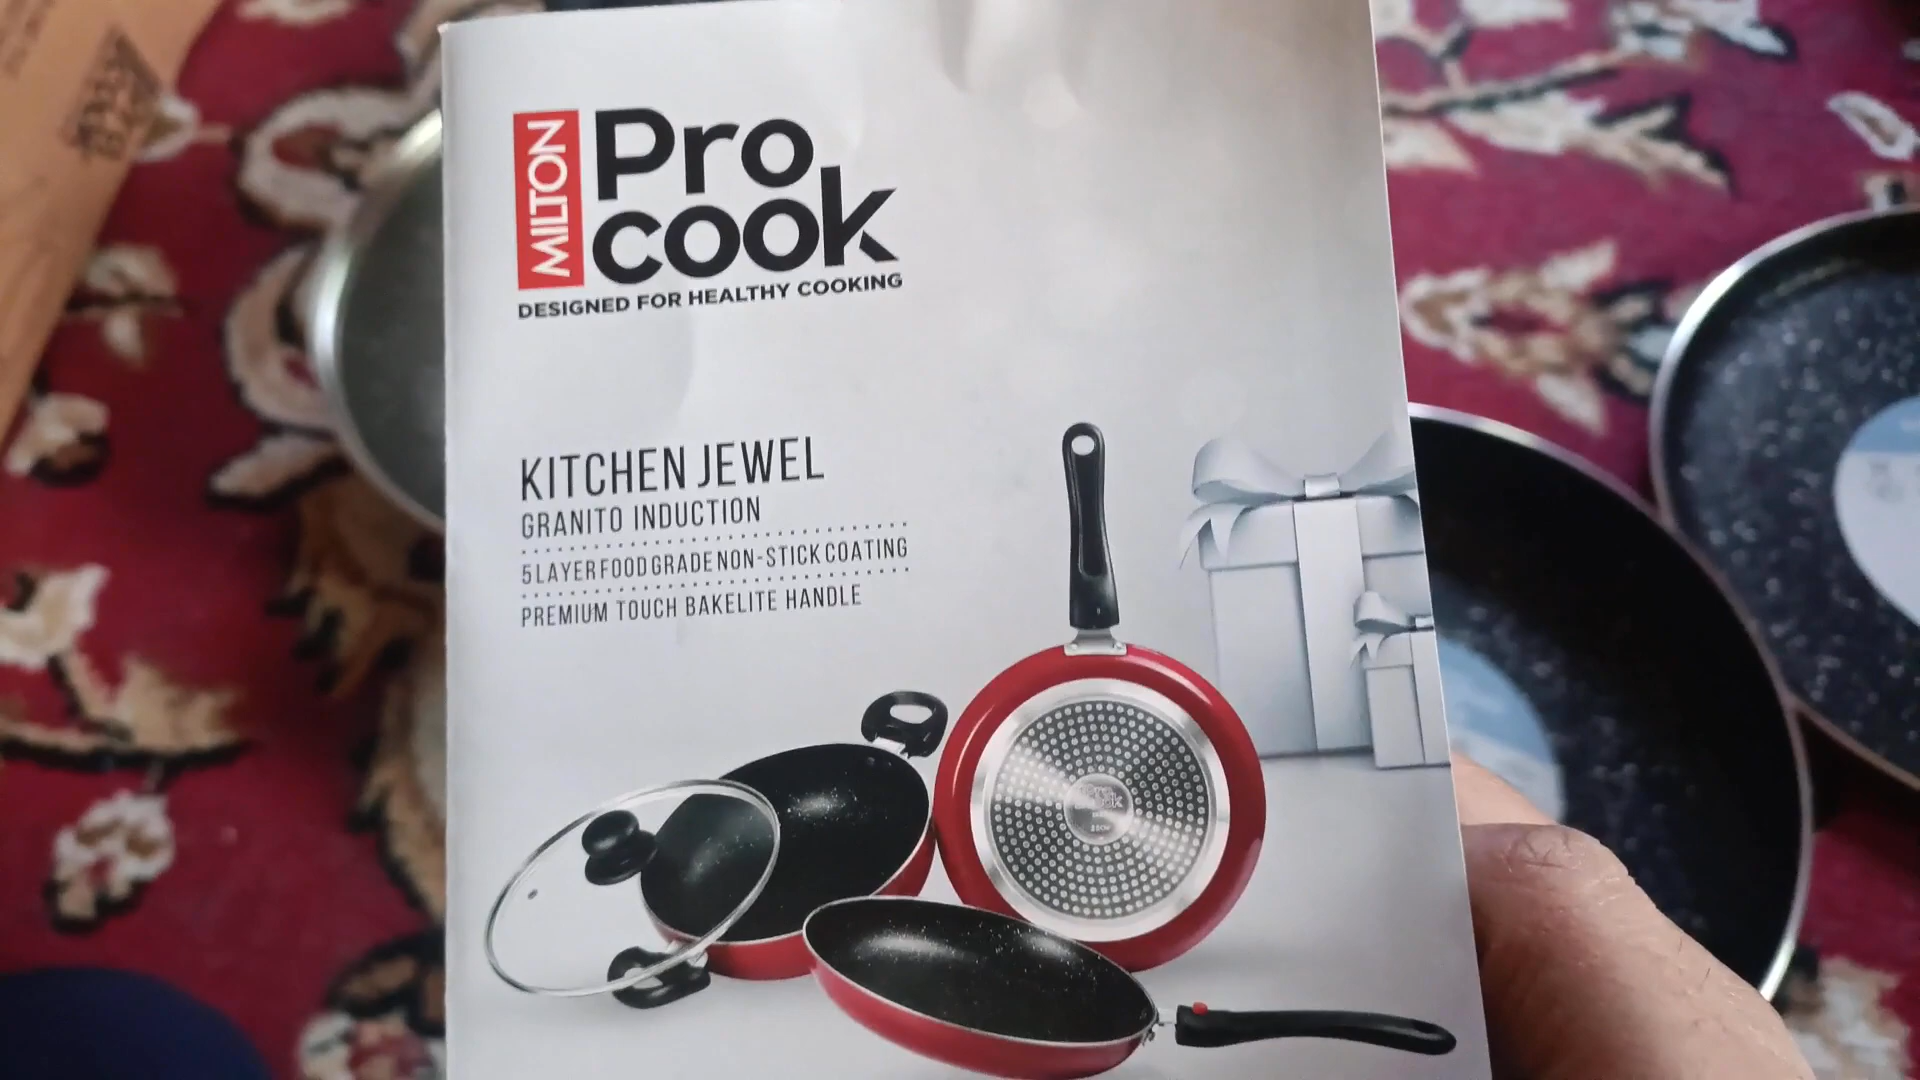 MILTON
Pro
cook
DESIGNED FOR HEALTHY COOKING
KITCHEN JEWEL
GRANITO INDUCTION
5 LAYER FOOD GRADE NON-STICK COATING
PREMIUM TOUCH BAKELITE HANDLE